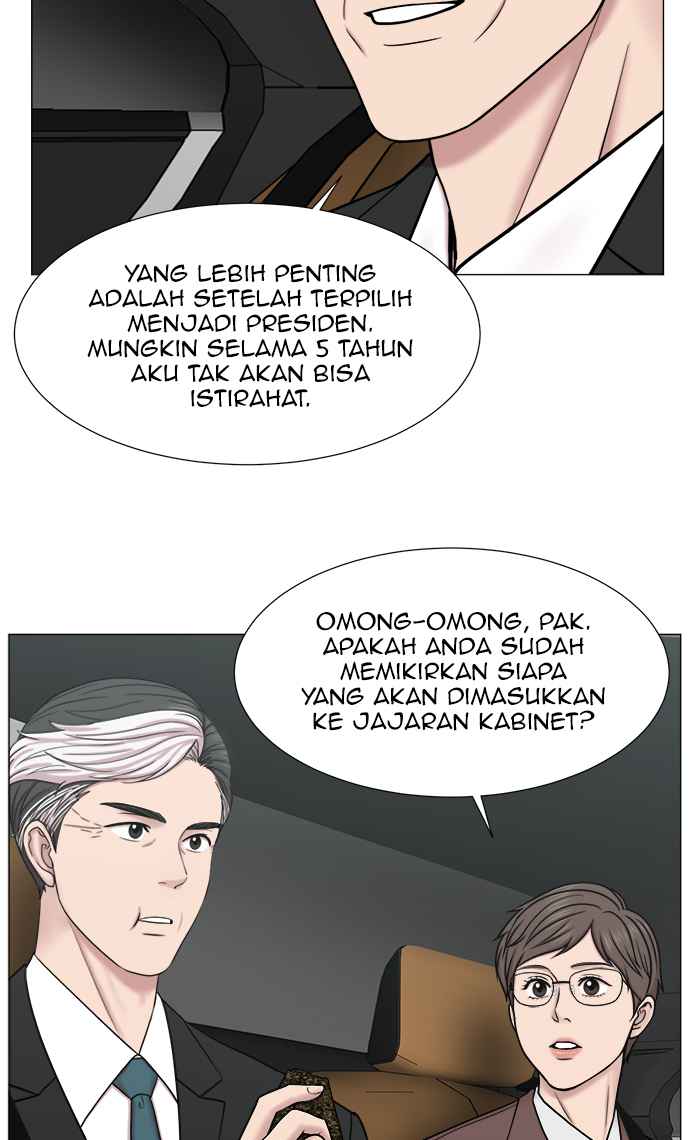 YANG LEBIH PENTING
ADALAH SETELAH TERPILIH
MENJADI PRESIDEN.
MUNGKIN SELAMA 5 TAHUN
AKU TAK AKAN BISA
ISTIRAHAT.
OMONG-OMONG, PAK.
APAKAH ANDA SUDAH
MEMIKIRKAN SIAPA
YANG AKAN DIMASUKKAN
KE JAJARAN KABINET?